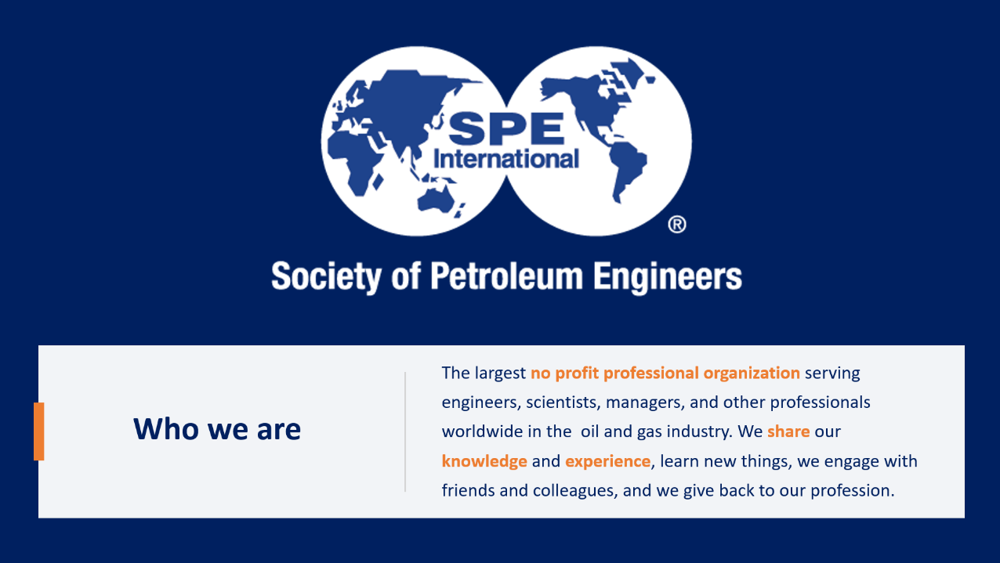 SPE
International
®
Society of Petroleum Engineers
Who we are
The largest no profit professional organization serving
engineers, scientists, managers, and other professionals
worldwide in the  oil and gas industry. We share our
knowledge and experience, learn new things, we engage with
friends and colleagues, and we give back to our profession.